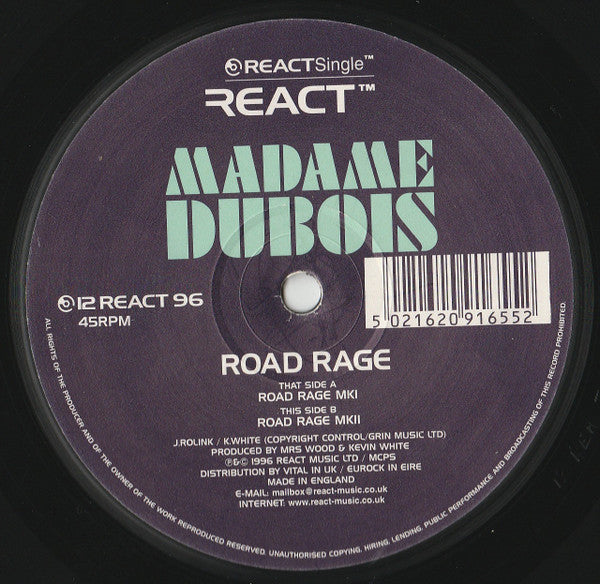 REACTSingle™
REACT™
MADAME
DUBOIS
12 REACT 96
45RPM
5 021620 916552
ROAD RAGE
THAT SIDE A
ROAD RAGE MKI
THIS SIDE B
ROAD RAGE MKII
J.ROLINK / K.WHITE (COPYRIGHT CONTROL/GRIN MUSIC LTD)
PRODUCED BY MRS WOOD & KEVIN WHITE
℗&© 1996 REACT MUSIC LTD / MCPS
DISTRIBUTION BY VITAL IN UK / EUROCK IN EIRE
MADE IN ENGLAND
E-MAIL: mailbox@react-music.co.uk
INTERNET: www.react-music.co.uk
ALL RIGHTS OF THE PRODUCER AND OF THE OWNER OF THE WORK REPRODUCED RESERVED. UNAUTHORISED COPYING, HIRING, LENDING, PUBLIC PERFORMANCE AND BROADCASTING OF THIS RECORD PROHIBITED.